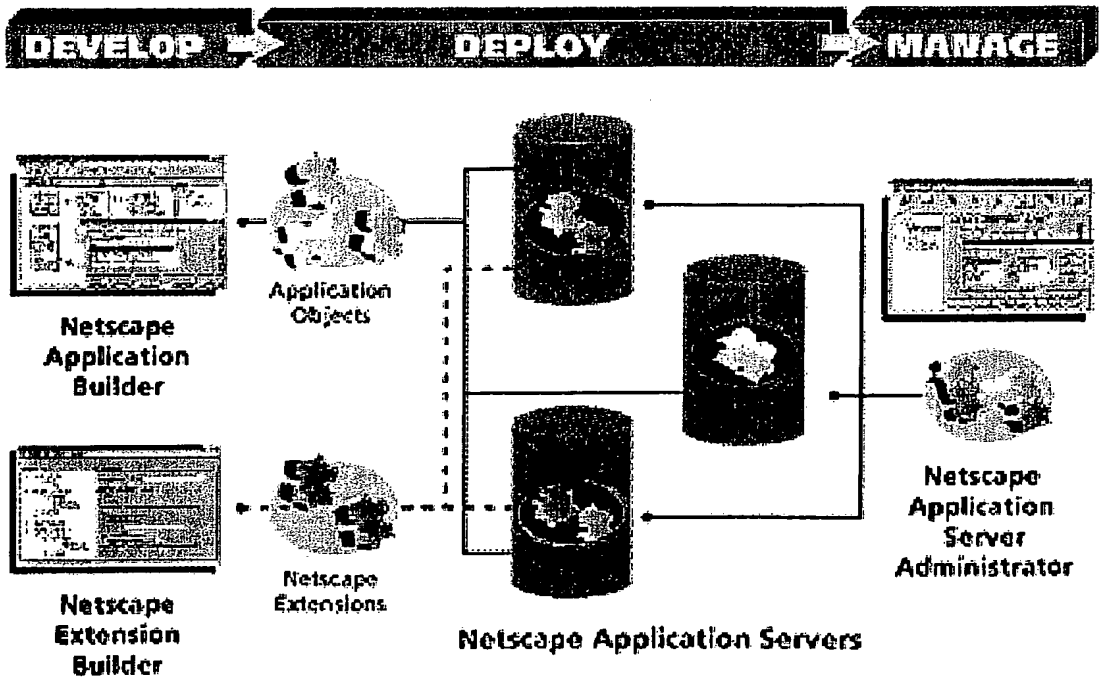 DEVELOP
DEPLOY
MANAGE
Application
Objects
Netscape
Application
Builder
Netscape
Extensions
Netscape
Extension
Builder
Netscape Application Servers
Netscape
Application
Server
Administrator